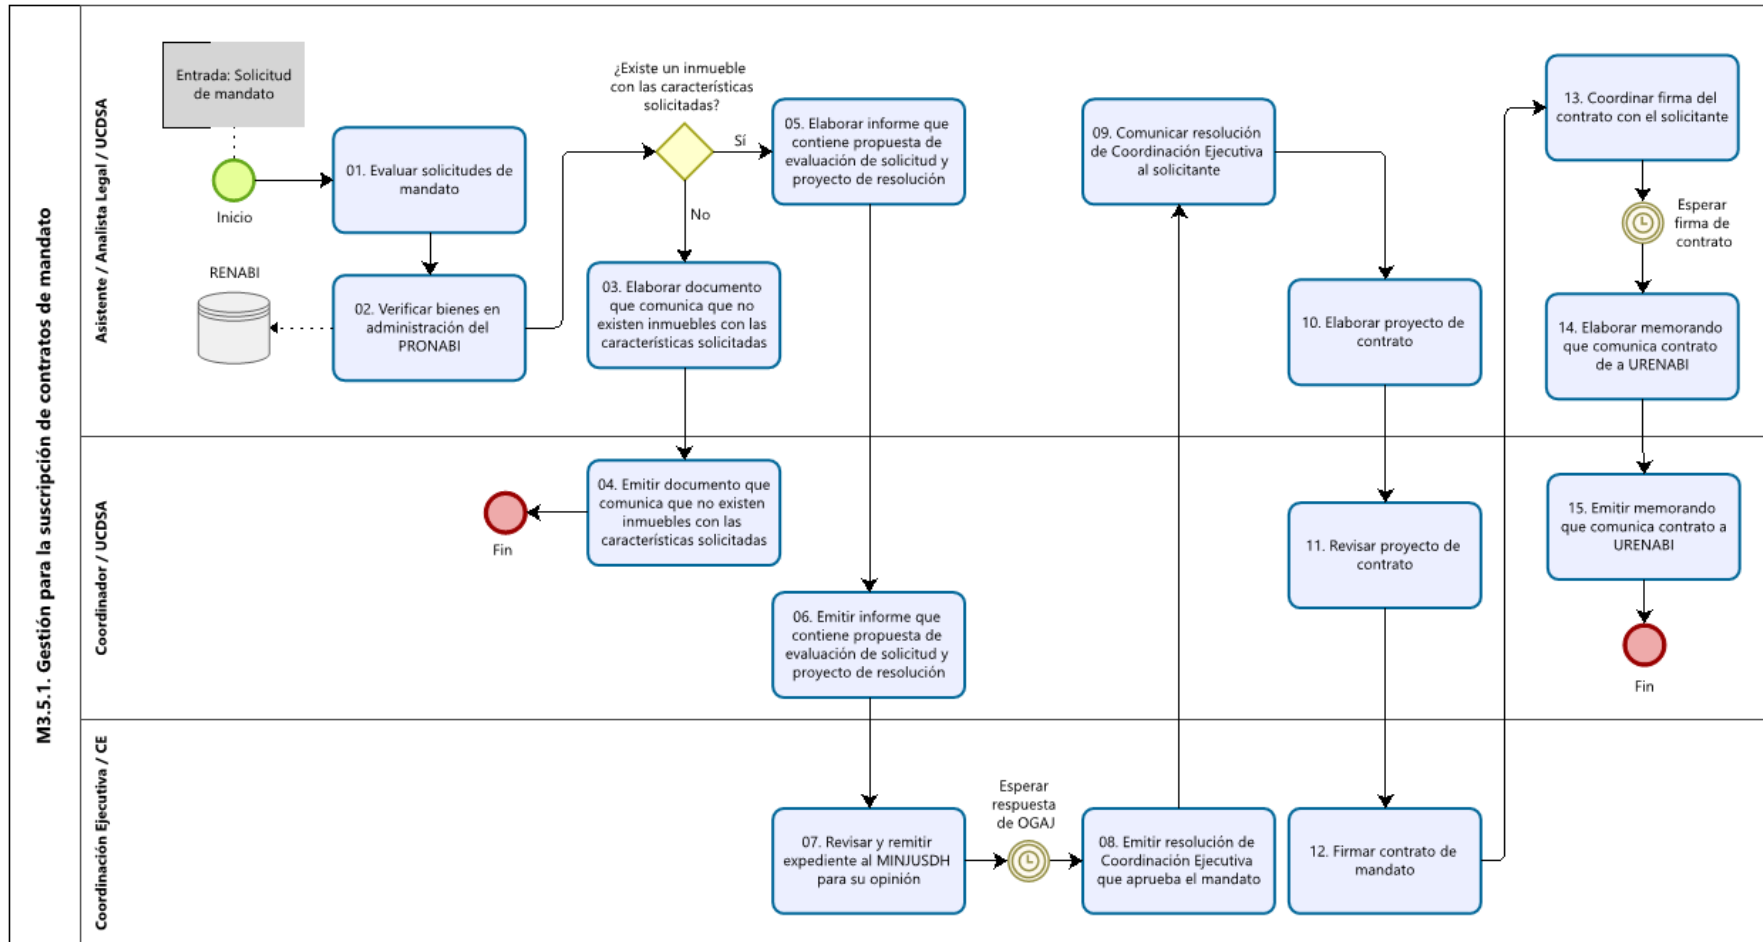 M3.5.1. Gestión para la suscripción de contratos de mandato
Asistente / Analista Legal / UCDSA
Entrada: Solicitud
de mandato
Inicio
01. Evaluar solicitudes de
mandato
RENABI
02. Verificar bienes en
administración del
PRONABI
¿Existe un inmueble
con las características
solicitadas?
Sí
No
03. Elaborar documento
que comunica que no
existen inmuebles con las
características solicitadas
05. Elaborar informe que
contiene propuesta de
evaluación de solicitud y
proyecto de resolución
09. Comunicar resolución
de Coordinación Ejecutiva
al solicitante
10. Elaborar proyecto de
contrato
13. Coordinar firma del
contrato con el solicitante
Esperar
firma de
contrato
14. Elaborar memorando
que comunica contrato
de a URENABI
Coordinador / UCDSA
Fin
04. Emitir documento que
comunica que no existen
inmuebles con las
características solicitadas
06. Emitir informe que
contiene propuesta de
evaluación de solicitud y
proyecto de resolución
11. Revisar proyecto de
contrato
15. Emitir memorando
que comunica contrato a
URENABI
Fin
Coordinación Ejecutiva / CE
07. Revisar y remitir
expediente al MINJUSDH
para su opinión
Esperar
respuesta
de OGAJ
08. Emitir resolución de
Coordinación Ejecutiva
que aprueba el mandato
12. Firmar contrato de
mandato